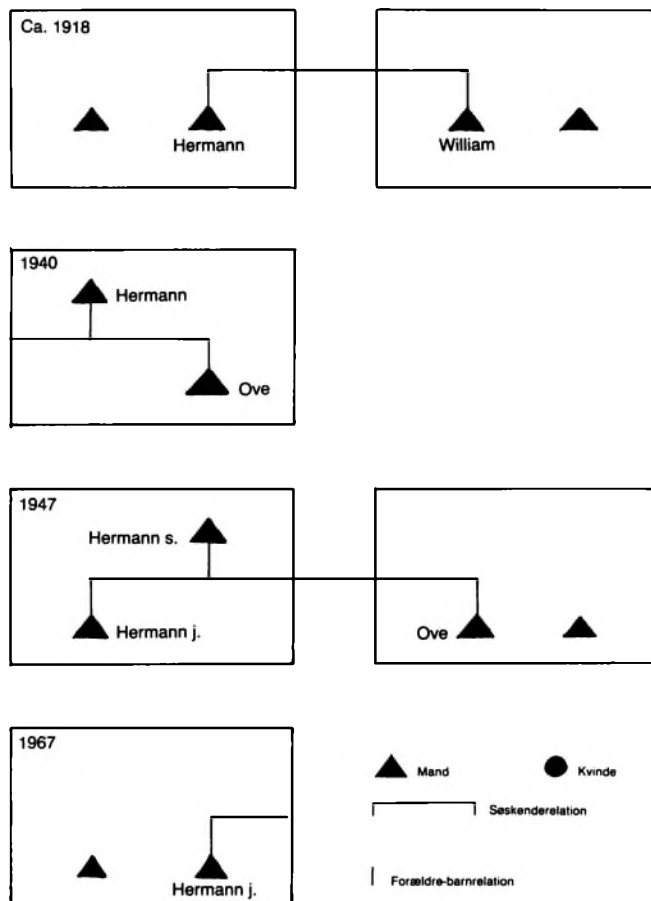 Ca. 1918
Hermann
William
1940
Hermann
Ove
1947
Hermann s.
Hermann j.
Ove
1967
Hermann j.
Mand
Kvinde
Søskenderelation
Forældre-barnrelation